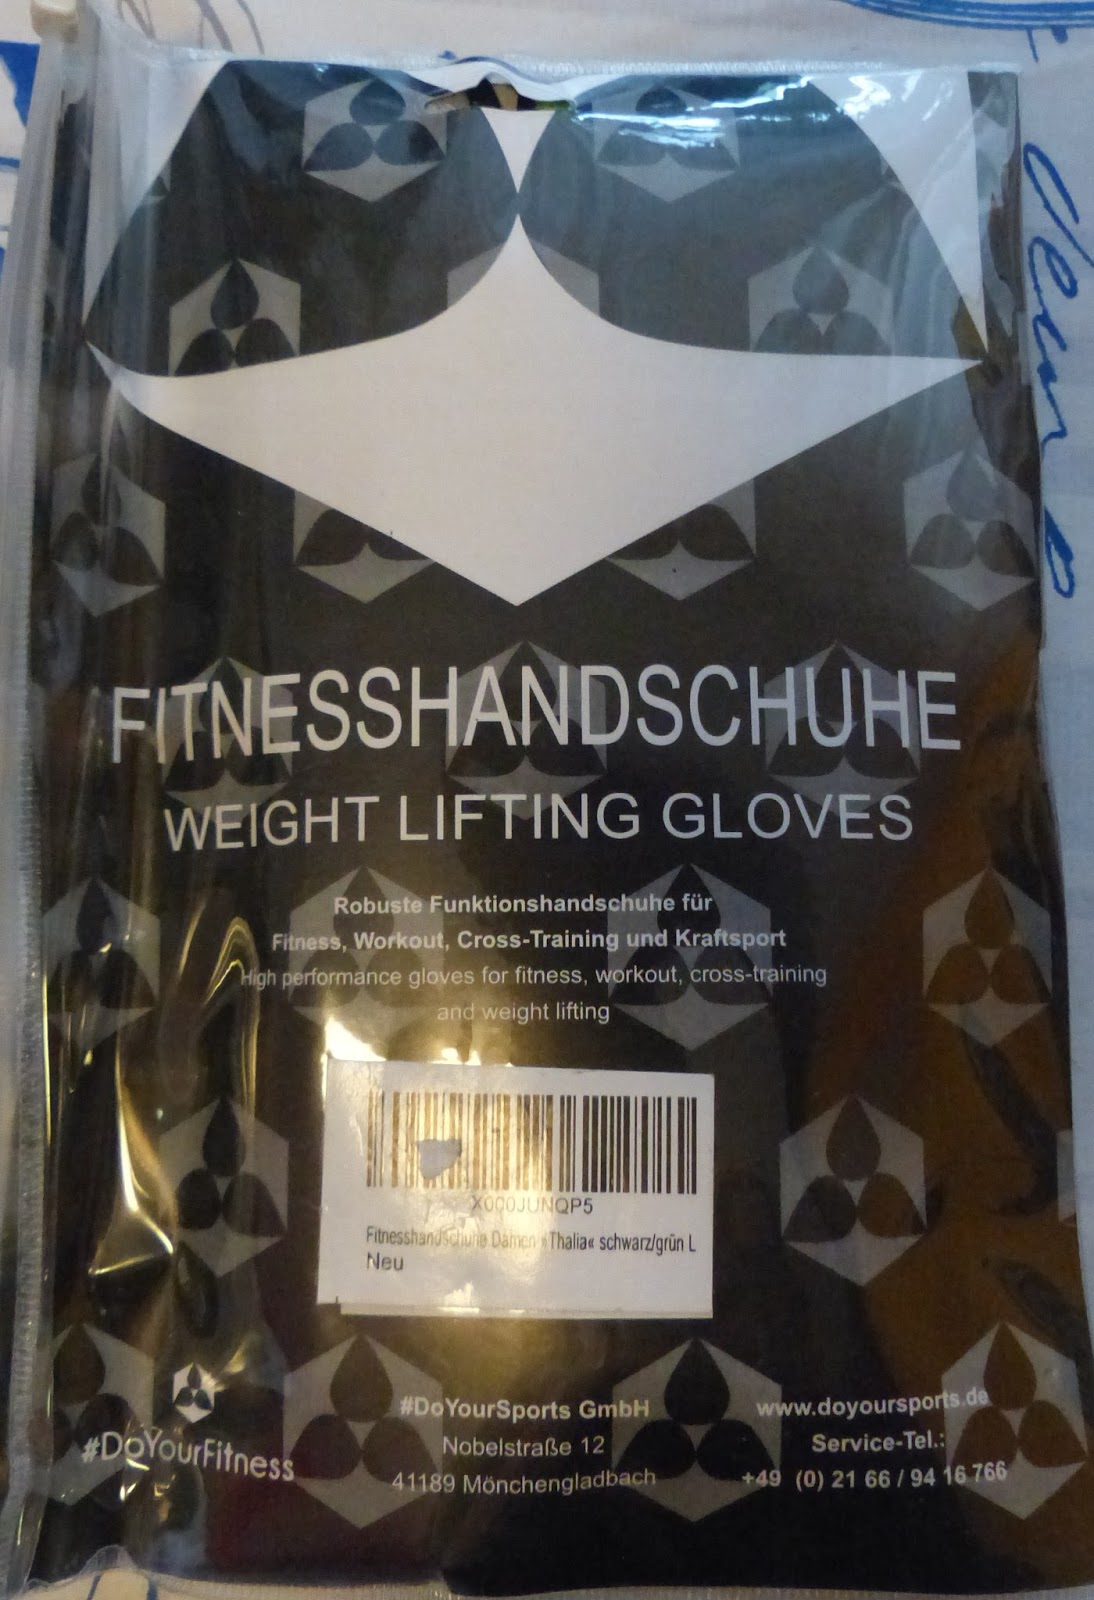 FITNESSHANDSCHUHE
WEIGHT LIFTING GLOVES
Robuste Funktionshandschuhe für
Fitness, Workout, Cross-Training und Kraftsport
High performance gloves for fitness, workout, cross-training
and weight lifting
X000JUNQP5
Fitnesshandschuhe Damen »Thalia« schwarz/grün L
Neu
#DoYourFitness
#DoYourSports GmbH
Nobelstraße 12
41189 Mönchengladbach
www.doyoursports.de
Service-Tel.:
+49 (0) 21 66 / 94 16 766